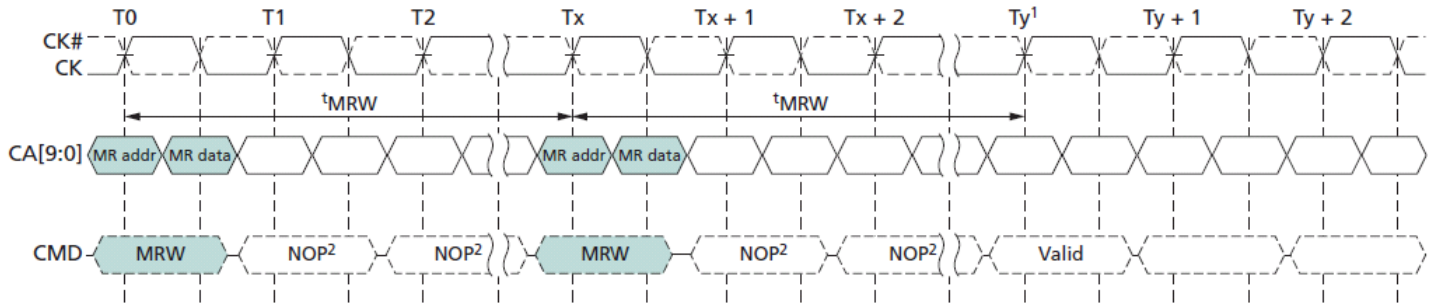 T0 T1 T2 Tx Tx + 1 Tx + 2 Ty¹ Ty + 1 Ty + 2
CK#
CK
ᵗMRW ᵗMRW
CA[9:0] MR addr MR data MR addr MR data
CMD MRW NOP² NOP² MRW NOP² NOP² Valid